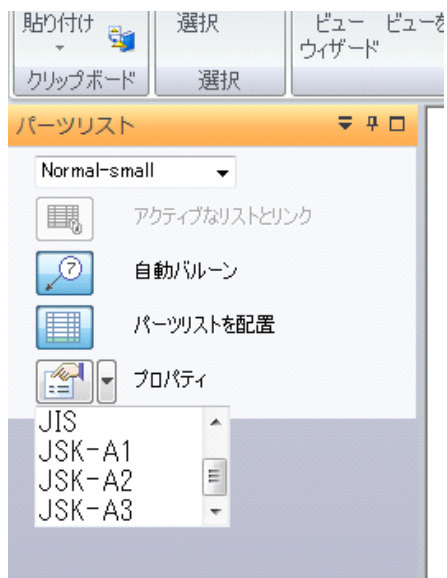 貼り付け
選択
ビュー ビューを
ウィザード
クリップボード
選択
パーツリスト
Normal-small
アクティブなリストとリンク
自動バルーン
パーツリストを配置
プロパティ
JIS
JSK-A1
JSK-A2
JSK-A3